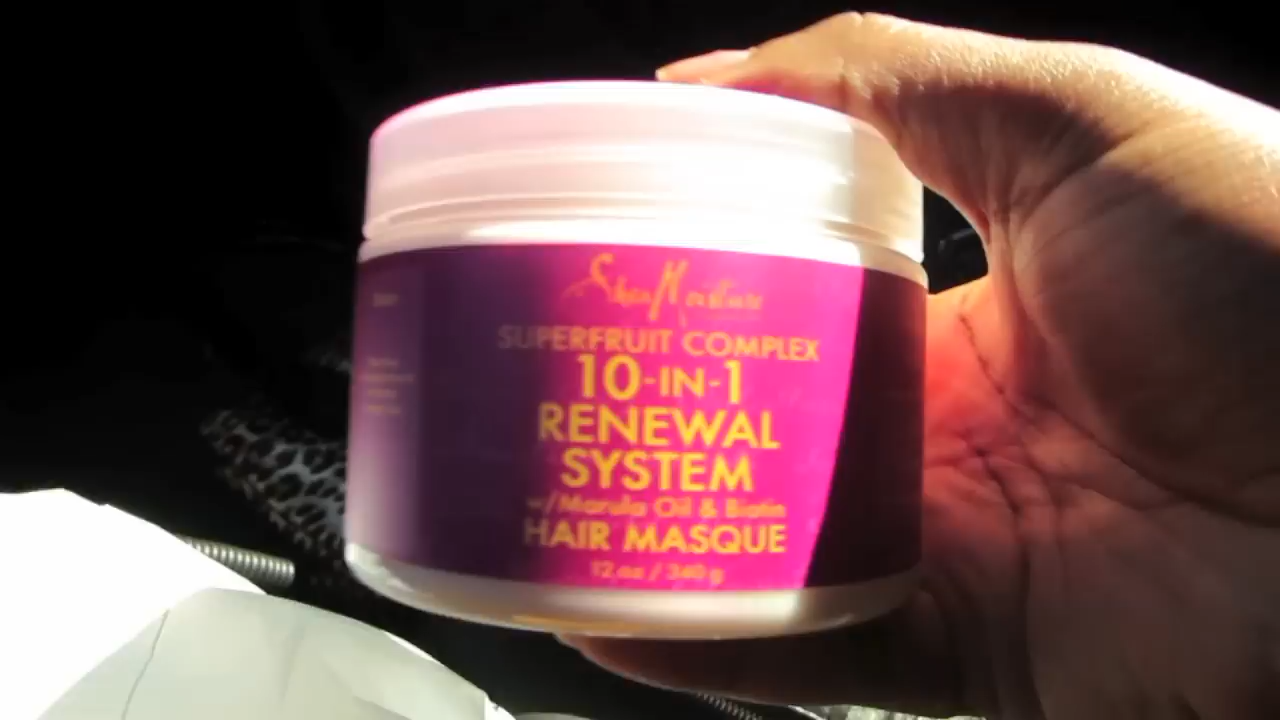 SheaMoisture
SUPERFRUIT COMPLEX
10-IN-1
RENEWAL
SYSTEM
w/Marula Oil & Biotin
HAIR MASQUE
12 oz / 340 g